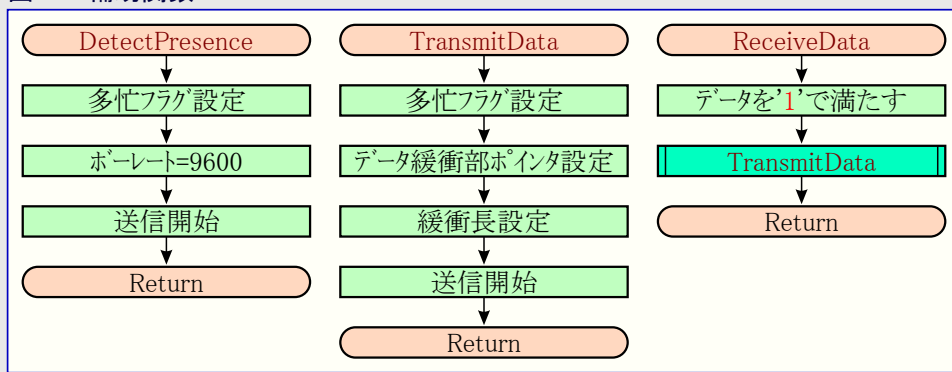 DetectPresence
多忙フラグ設定
ボーレート=9600
送信開始
Return
TransmitData
多忙フラグ設定
データ緩衝部ポインタ設定
緩衝長設定
送信開始
Return
ReceiveData
データを'1'で満たす
TransmitData
Return